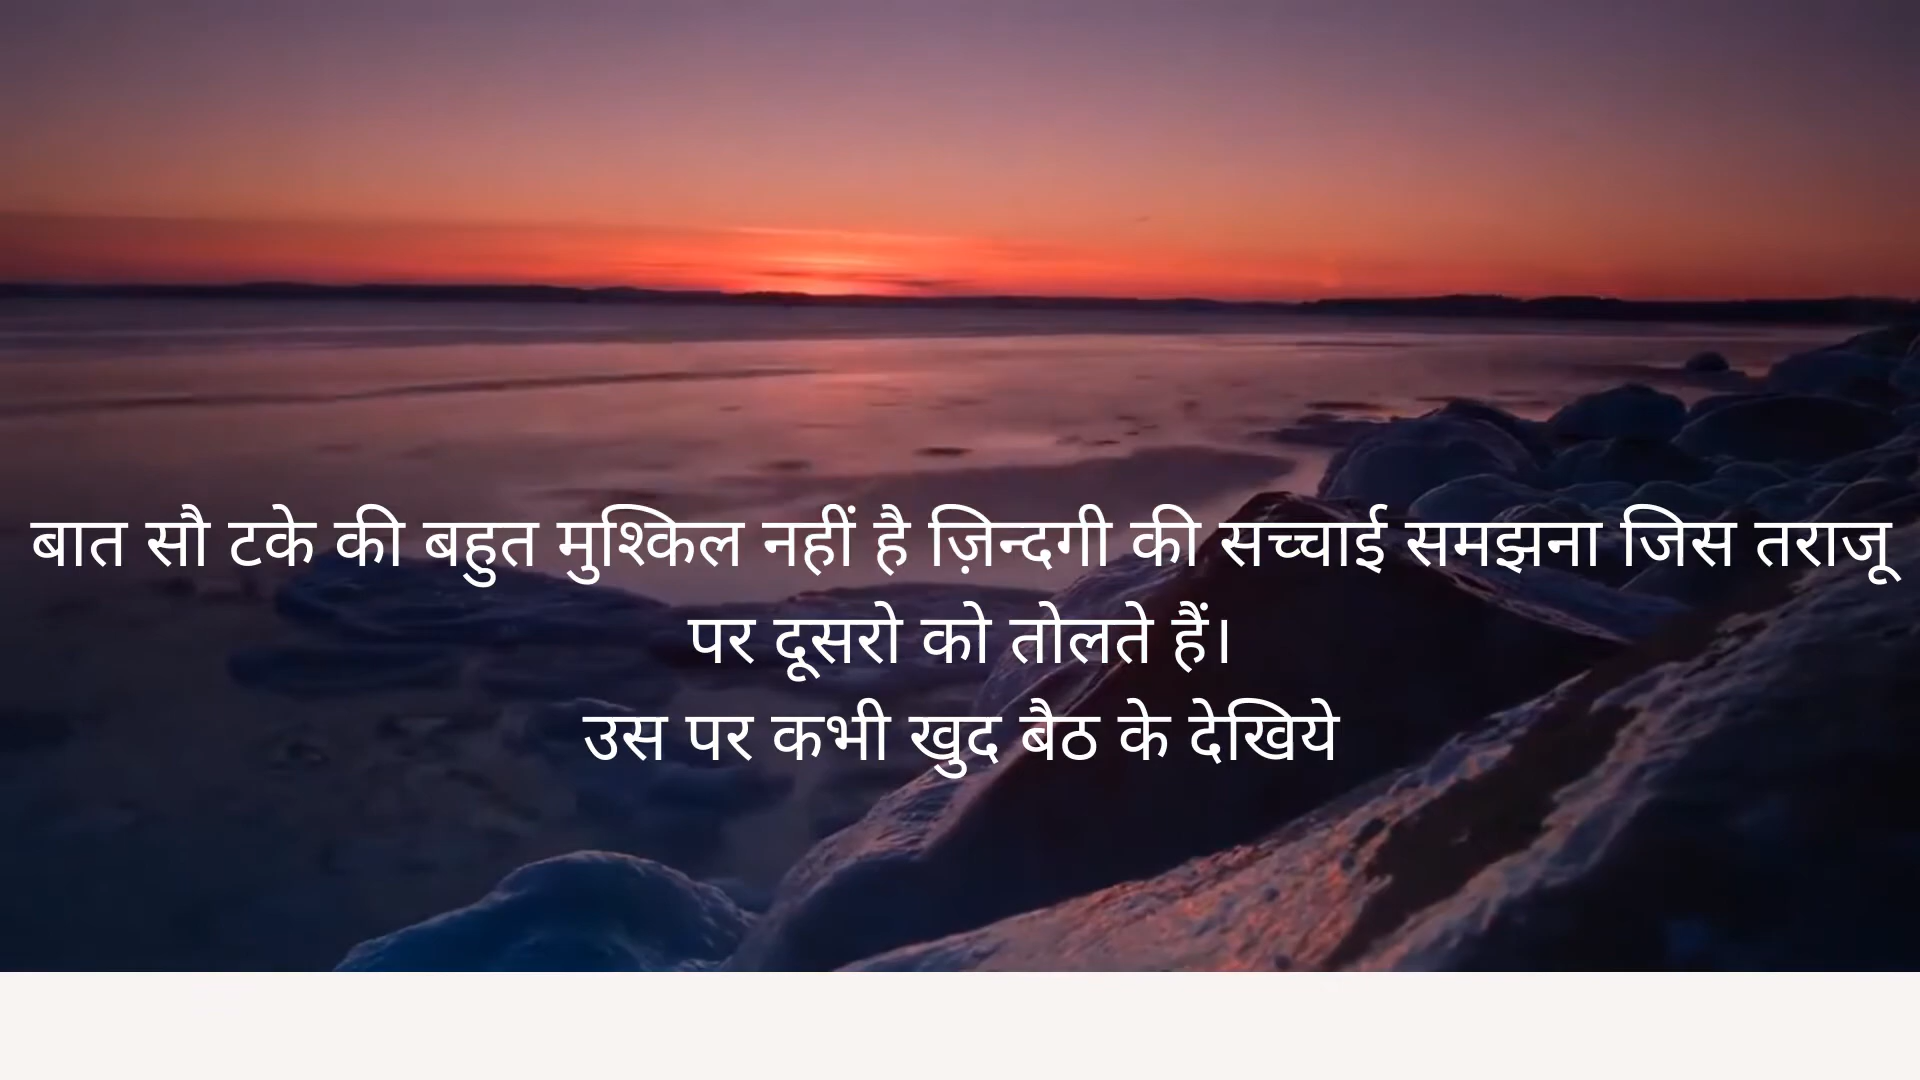 बात सौ टके की बहुत मुश्किल नहीं है ज़िन्दगी की सच्चाई समझना जिस तराजू
पर दूसरो को तोलते हैं।
उस पर कभी खुद बैठ के देखिये